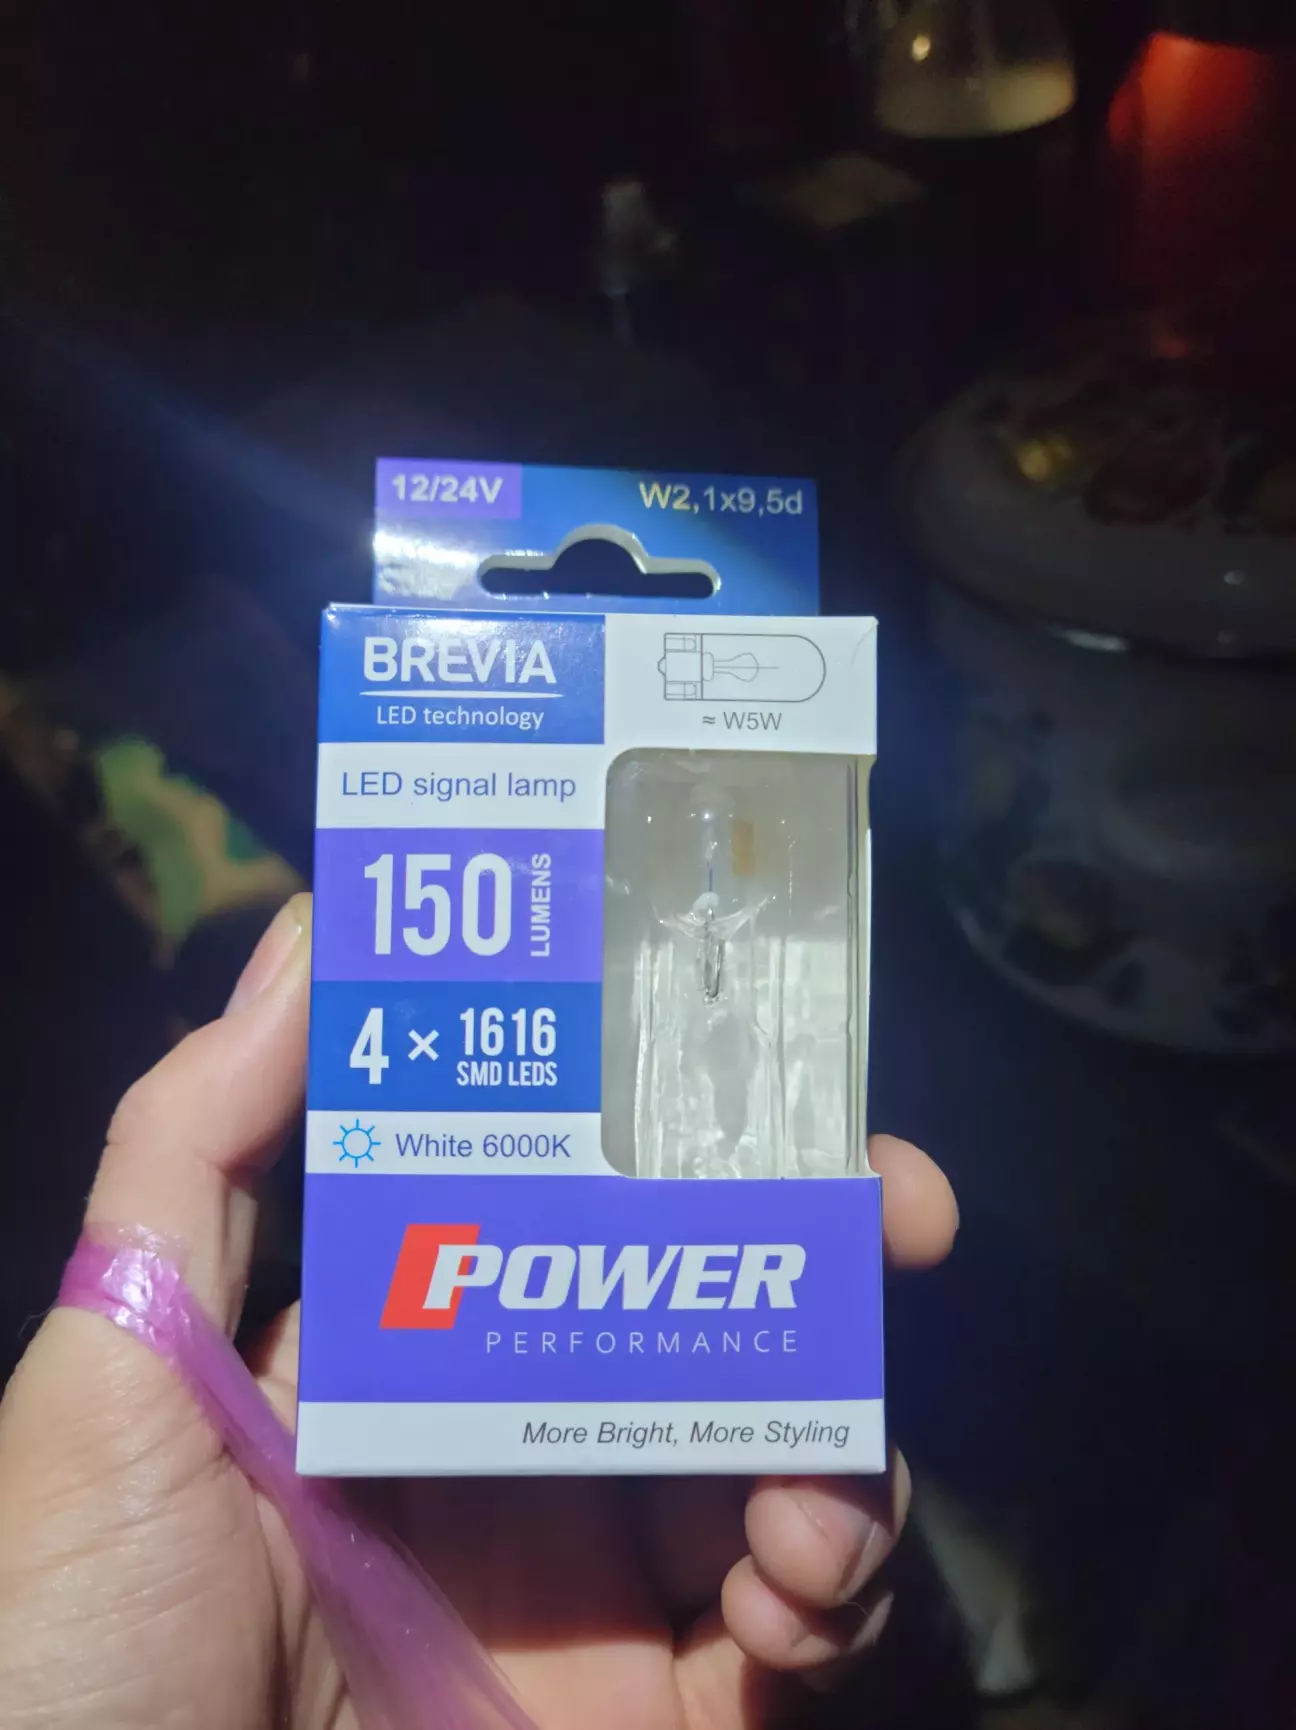 12/24V
W2,1x9,5d
BREVIA
LED technology
≈ W5W
LED signal lamp
150 LUMENS
4 × 1616
SMD LEDS
White 6000K
POWER
PERFORMANCE
More Bright, More Styling